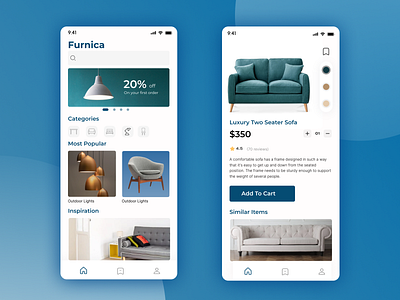 9:41
Furnica
20%
off
On your first order
Categories
Most Popular
Outdoor Lights
Outdoor Lights
Inspiration
9:41
Luxury Two Seater Sofa
$350
+ 01 −
4.5
A comfortable sofa has a frame designed in such a way
that it's easy to get up and down from the seated
position. The frame needs to be sturdy enough to support
the weight of several people.
Add To Cart
Similar Items